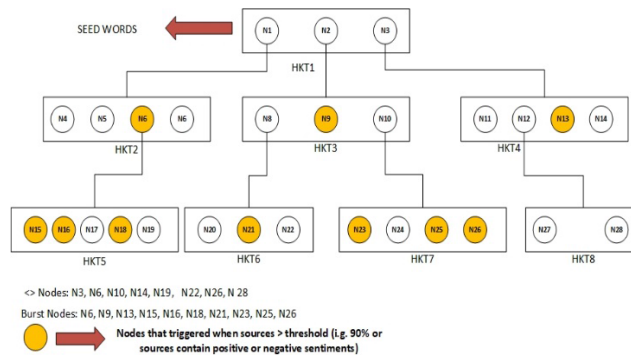 SEED WORDS
N1 N2 N3
HKT1
N4 N5 N6 N6
HKT2
N8 N9 N10
HKT3
N11 N12 N13 N14
HKT4
N15 N16 N17 N18 N19
HKT5
N20 N21 N22
HKT6
N23 N24 N25 N26
HKT7
N27 N28
HKT8
<> Nodes: N3, N6, N10, N14, N19, N22, N26, N 28
Burst Nodes: N6, N9, N13, N15, N16, N18, N21, N23, N25, N26
Nodes that triggered when sources > threshold (i.g. 90% or
sources contain positive or negative sentiments)